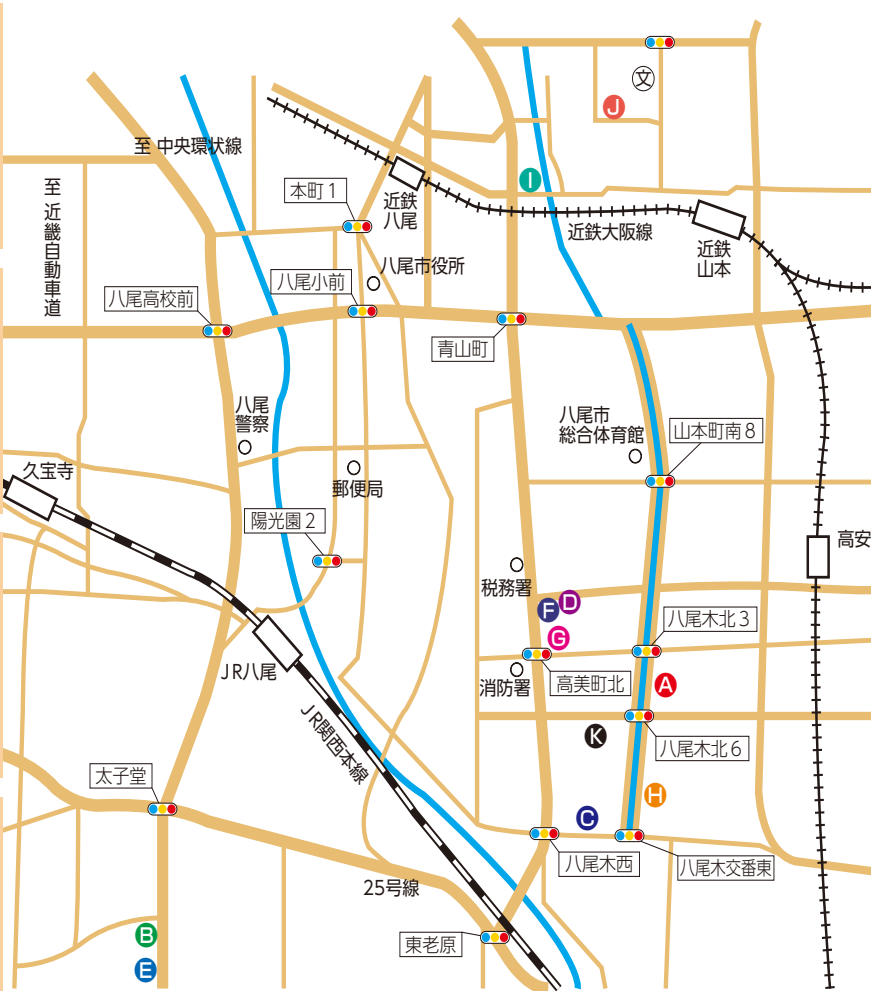 文
J
至 中央環状線
I
本町1
近鉄
八尾
近鉄大阪線
近鉄
山本
至 近畿自動車道
八尾市役所
八尾小前
八尾高校前
青山町
八尾
警察
八尾市
総合体育館
山本町南8
久宝寺
郵便局
陽光園2
高安
税務署
F
D
八尾木北3
G
JR八尾
消防署
高美町北
A
JR関西本線
K
八尾木北6
太子堂
H
C
八尾木西
八尾木交番東
25号線
B
東老原
E